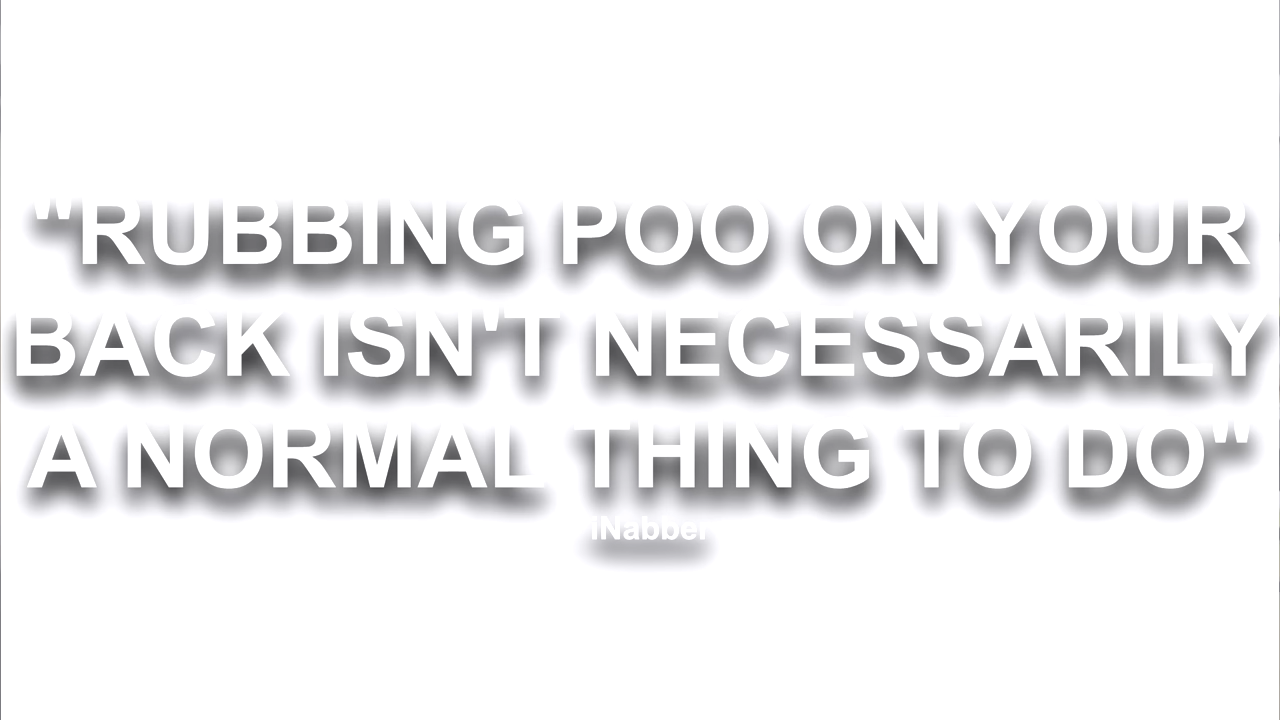 "RUBBING POO ON YOUR
BACK ISN'T NECESSARILY
A NORMAL THING TO DO"
iNabber